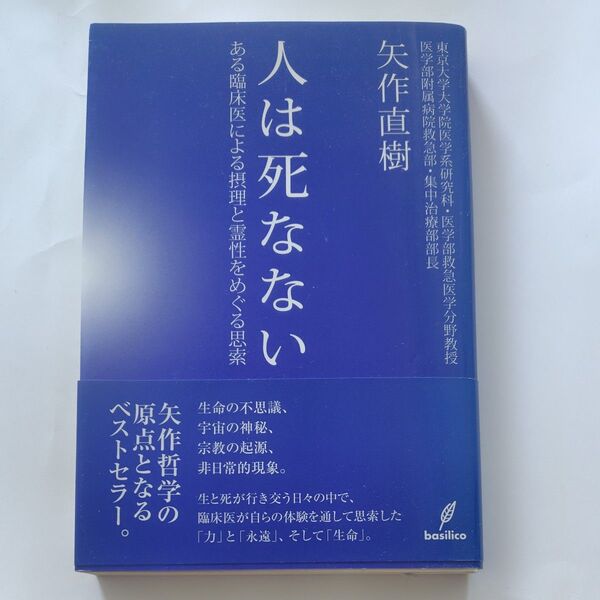 東京大学大学院医学系研究科・医学部救急医学分野教授
医学部附属病院救急部・集中治療部部長
矢作直樹
人は死なない
ある臨床医による摂理と霊性をめぐる思索
生命の不思議、
宇宙の神秘、
宗教の起源、
非日常的現象。
生と死が行き交う日々の中で、
臨床医が自らの体験を通して思索した
「力」と「永遠」、そして「生命」。
矢作哲学の
原点となる
ベストセラー。
basilico